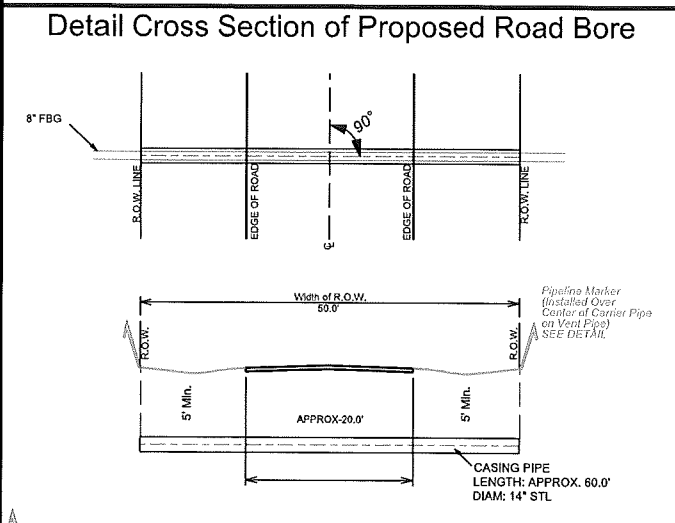 Detail Cross Section of Proposed Road Bore
8" FBG
90°
R.O.W. LINE
EDGE OF ROAD
EDGE OF ROAD
R.O.W. LINE
℄
Width of R.O.W.
50.0'
Pipeline Marker
(Installed Over
Center of Carrier Pipe
on Vent Pipe)
SEE DETAIL
R.O.W.
R.O.W.
5' Min.
APPROX-20.0'
5' Min.
CASING PIPE
LENGTH: APPROX. 60.0'
DIAM: 14" STL